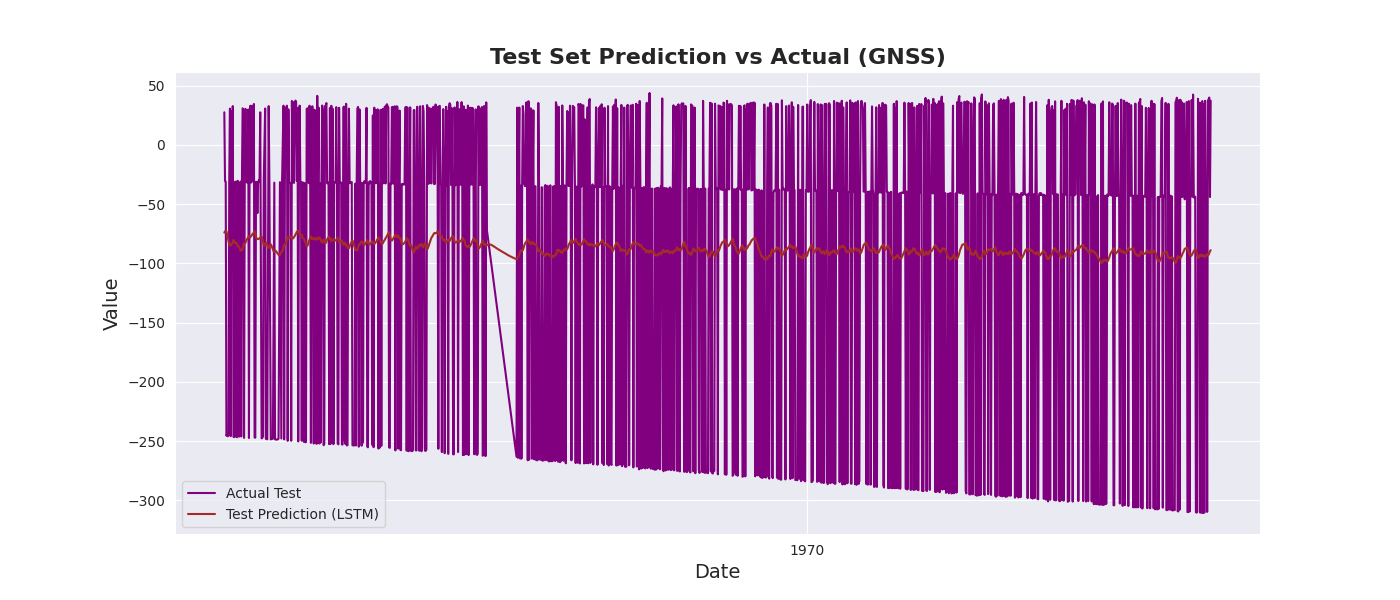 Test Set Prediction vs Actual (GNSS)
50
0
−50
−100
−150
−200
−250
−300
Value
Actual Test
Test Prediction (LSTM)
1970
Date